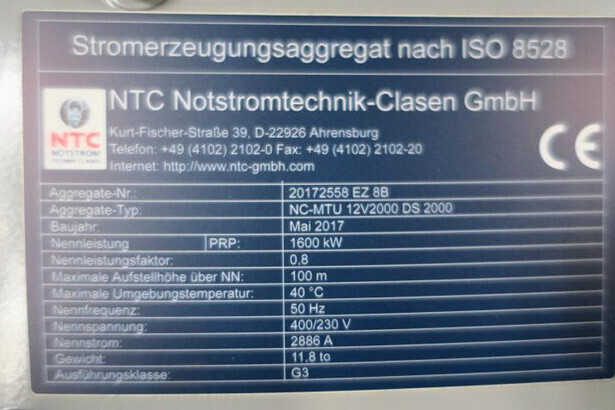 Stromerzeugungsaggregat nach ISO 8528
NTC Notstromtechnik-Clasen GmbH
NTC
NOTSTROM
TECHNIK-CLASEN
Kurt-Fischer-Straße 39, D-22926 Ahrensburg
Telefon: +49 (4102) 2102-0 Fax: +49 (4102) 2102-20
Internet: http://www.ntc-gmbh.com
CE
Aggregate-Nr.: 20172558 EZ 8B
Aggregate-Typ: NC-MTU 12V2000 DS 2000
Baujahr: Mai 2017
Nennleistung PRP: 1600 kW
Nennleistungsfaktor: 0,8
Maximale Aufstellhöhe über NN: 100 m
Maximale Umgebungstemperatur: 40 °C
Nennfrequenz: 50 Hz
Nennspannung: 400/230 V
Nennstrom: 2886 A
Gewicht: 11,8 to
Ausführungsklasse: G3